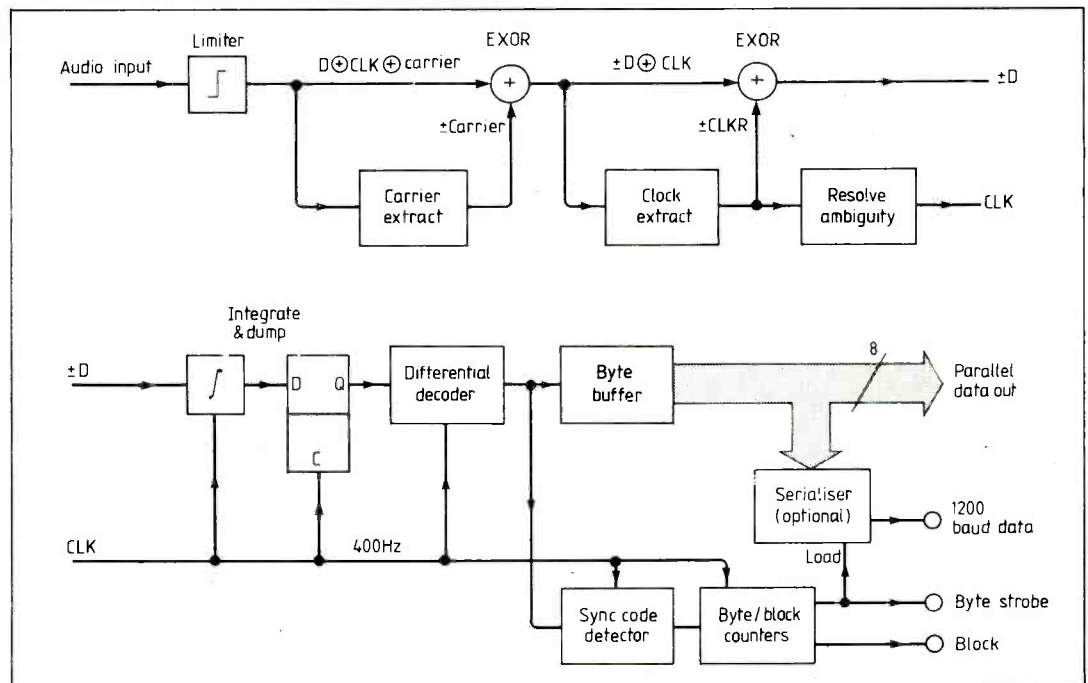 Limiter
EXOR
EXOR
Audio input
D⊕CLK⊕carrier
±D⊕CLK
±D
+
+
±Carrier
±CLKR
Carrier
extract
Clock
extract
Resolve
ambiguity
CLK
Integrate
& dump
8
±D
∫
D
Q
C
Differential
decoder
Byte
buffer
Parallel
data out
Serialiser
(optional)
1200
baud data
CLK
400Hz
Load
Sync code
detector
Byte/block
counters
Byte strobe
Block